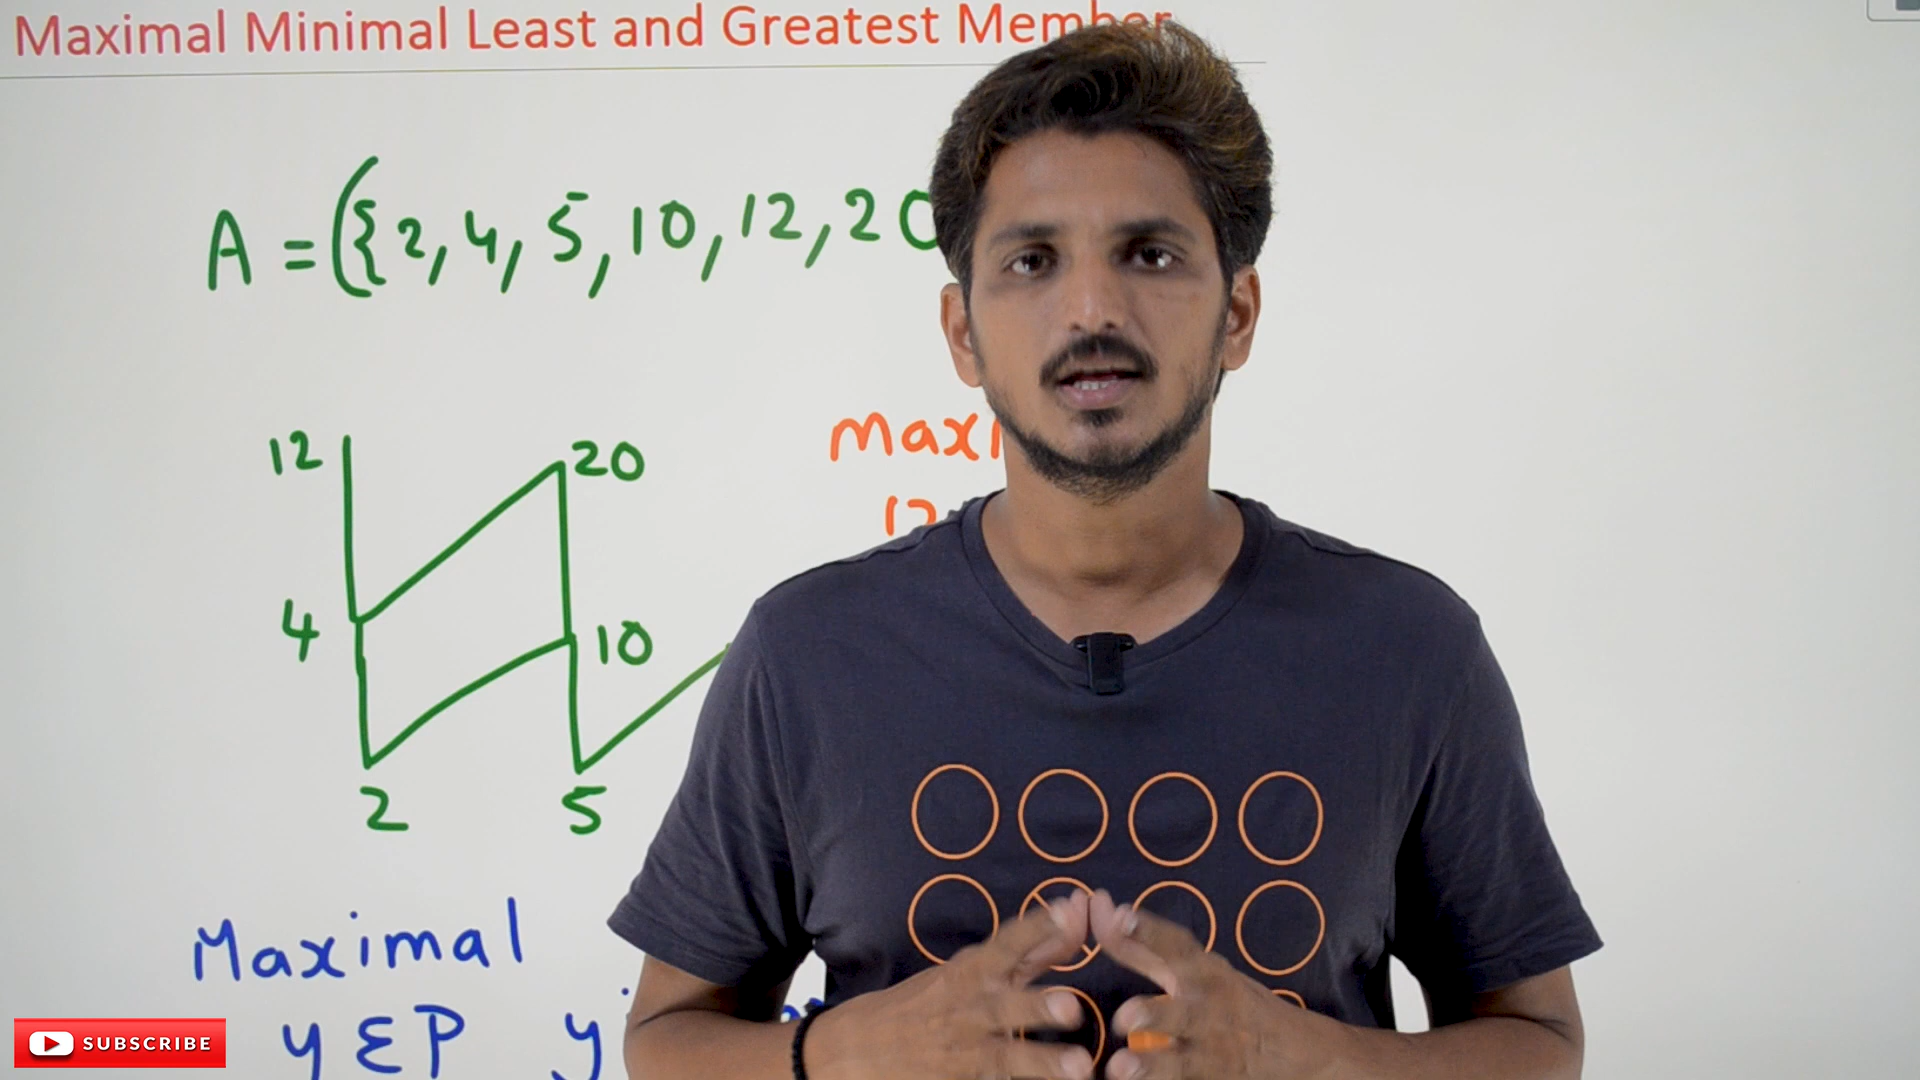 Maximal Minimal Least and Greatest Member
A = ({2, 4, 5, 10, 12, 20
12
20
4
10
2
5
12
Maximal
y ε P y
SUBSCRIBE